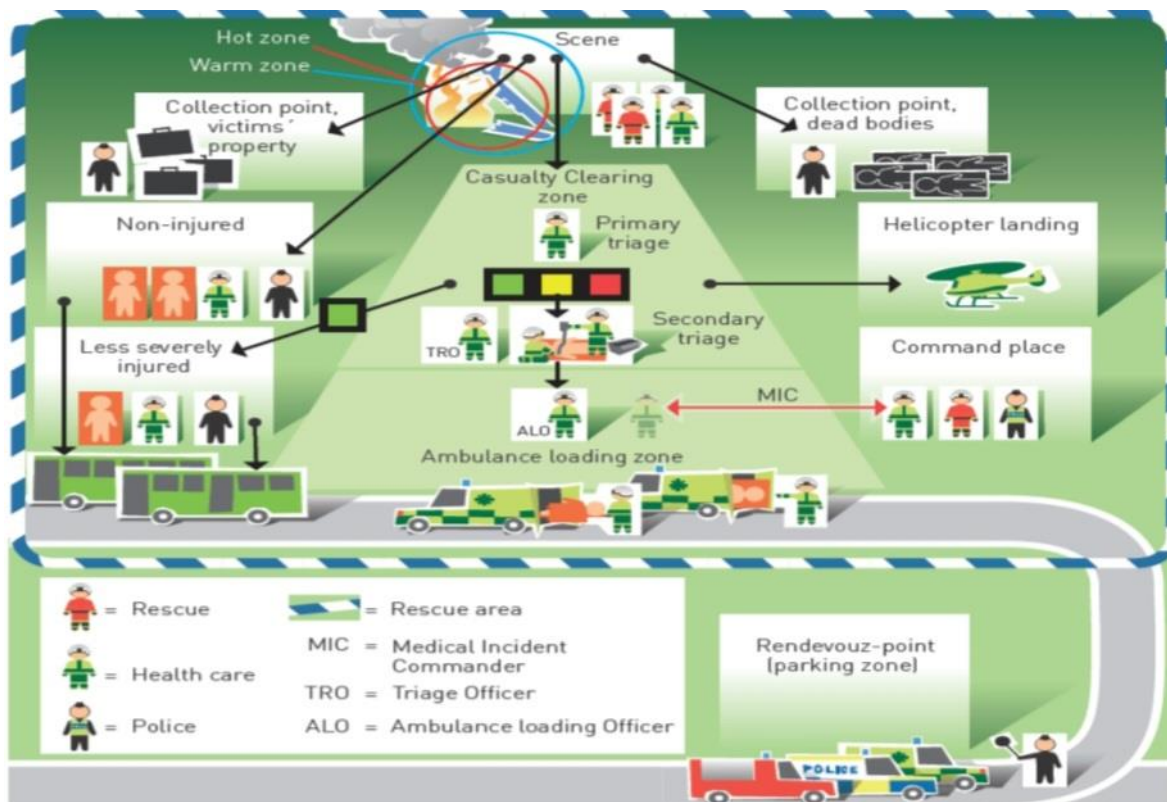 Hot zone
Warm zone
Scene
Collection point,
victims´
property
Collection point,
dead bodies
Casualty Clearing
zone
Primary
triage
Non-injured
Helicopter landing
TRO
Secondary
triage
Less severely
injured
Command place
MIC
ALO
Ambulance loading zone
= Rescue
= Health care
= Police
= Rescue area
MIC = Medical Incident
Commander
TRO = Triage Officer
ALO = Ambulance loading Officer
Rendevouz-point
(parking zone)
POLICE